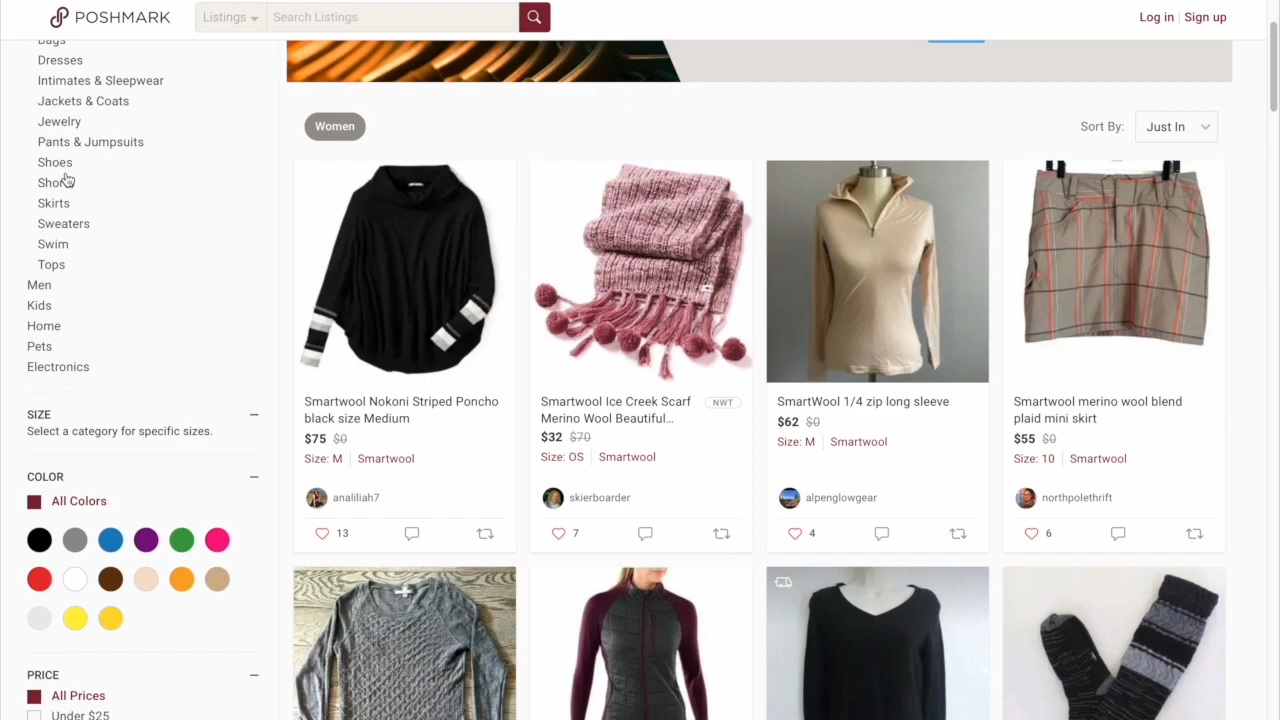 POSHMARK
Listings
Search Listings
Log in
Sign up
Bags
Dresses
Intimates & Sleepwear
Jackets & Coats
Jewelry
Pants & Jumpsuits
Shoes
Shorts
Skirts
Sweaters
Swim
Tops
Men
Kids
Home
Pets
Electronics
SIZE
Select a category for specific sizes.
COLOR
All Colors
PRICE
All Prices
Under $25
Women
Sort By:
Just In
Smartwool Nokoni Striped Poncho
black size Medium
$75 $0
Size: M
Smartwool
analiliah7
13
Smartwool Ice Creek Scarf
Merino Wool Beautiful…
NWT
$32 $70
Size: OS
Smartwool
skierboarder
7
SmartWool 1/4 zip long sleeve
$62 $0
Size: M
Smartwool
alpenglowgear
4
Smartwool merino wool blend
plaid mini skirt
$55 $0
Size: 10
Smartwool
northpolethrift
6